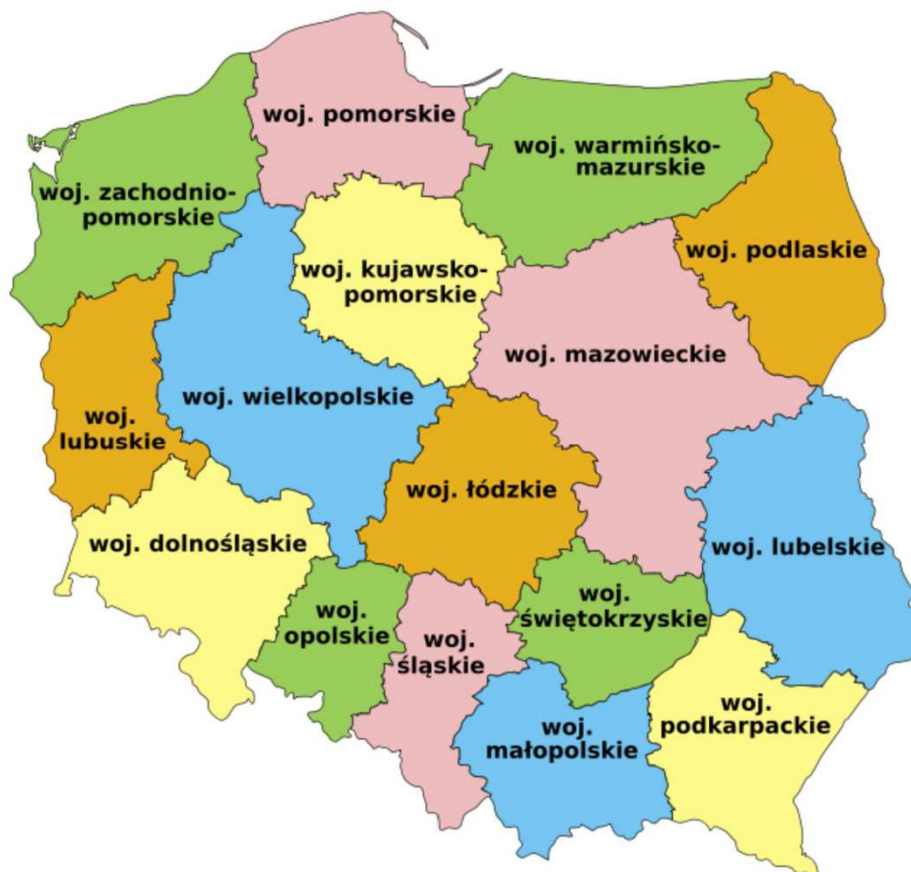 woj. pomorskie
woj. warmińsko-
mazurskie
woj. zachodnio-
pomorskie
woj. podlaskie
woj. kujawsko-
pomorskie
woj. mazowieckie
woj. wielkopolskie
woj.
lubuskie
woj. łódzkie
woj. dolnośląskie
woj. lubelskie
woj.
opolskie
woj.
świętokrzyskie
woj.
śląskie
woj.
podkarpackie
woj.
małopolskie